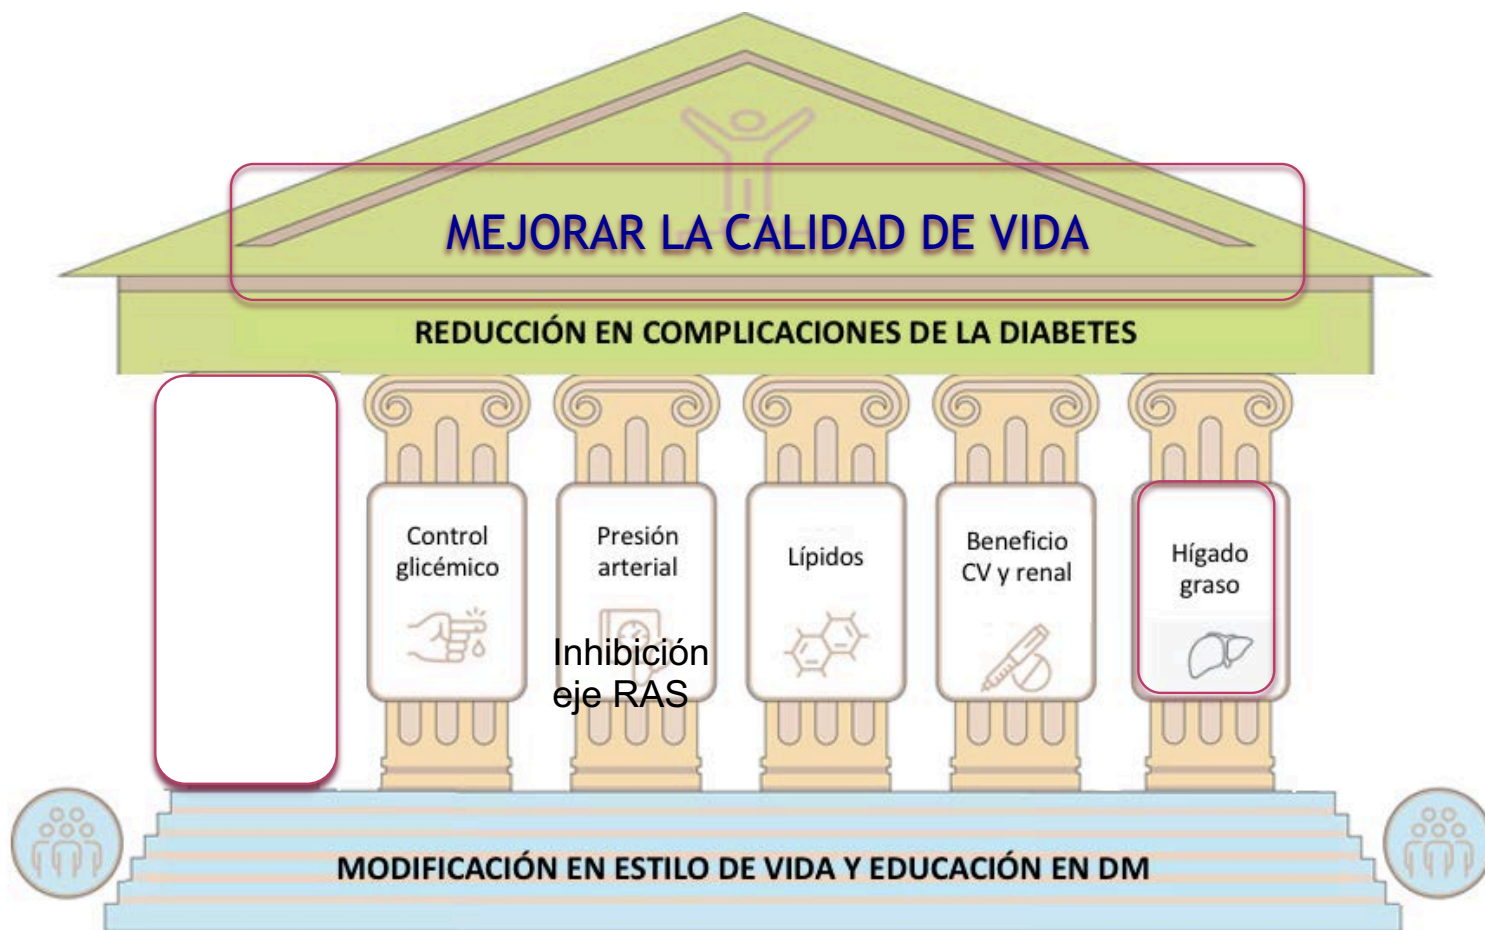 MEJORAR LA CALIDAD DE VIDA
REDUCCIÓN EN COMPLICACIONES DE LA DIABETES
Control
glicémico
Presión
arterial
Inhibición
eje RAS
Lípidos
Beneficio
CV y renal
Hígado
graso
MODIFICACIÓN EN ESTILO DE VIDA Y EDUCACIÓN EN DM